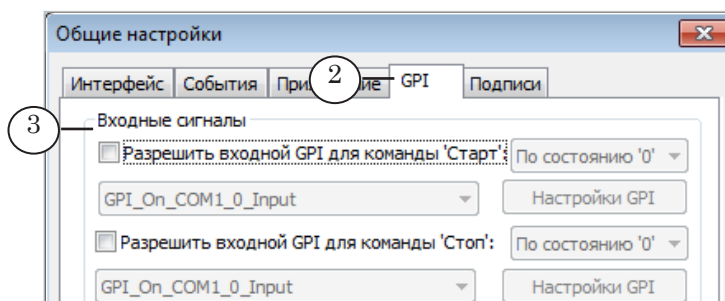 Общие настройки
2
Интерфейс События GPI Подписи
3
Входные сигналы
Разрешить входной GPI для команды 'Старт': По состоянию '0'
GPI_On_COM1_0_Input Настройки GPI
Разрешить входной GPI для команды 'Стоп': По состоянию '0'
GPI_On_COM1_0_Input Настройки GPI